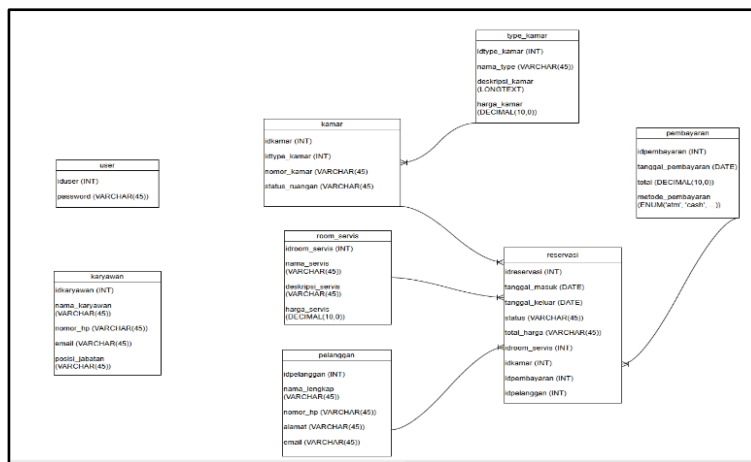 type_kamar
idtype_kamar (INT)
nama_type (VARCHAR(45))
deskripsi_kamar
(LONGTEXT)
harga_kamar
(DECIMAL(10,0))
kamar
idkamar (INT)
idtype_kamar (INT)
nomor_kamar (VARCHAR(45)
status_ruangan (VARCHAR(45)
pembayaran
idpembayaran (INT)
tanggal_pembayaran (DATE)
total (DECIMAL(10,0))
metode_pembayaran
(ENUM('atm', 'cash', ...))
user
iduser (INT)
password (VARCHAR(45))
room_servis
idroom_servis (INT)
nama_servis
(VARCHAR(45))
deskripsi_servis
(VARCHAR(45))
harga_servis
(DECIMAL(10,0))
reservasi
idreservasi (INT)
tanggal_masuk (DATE)
tanggal_keluar (DATE)
status (VARCHAR(45))
total_harga (VARCHAR(45))
idroom_servis (INT)
idkamar (INT)
idpembayaran (INT)
idpelanggan (INT)
karyawan
idkaryawan (INT)
nama_karyawan
(VARCHAR(45))
nomor_hp (VARCHAR(45))
email (VARCHAR(45))
posisi_jabatan
(VARCHAR(45))
pelanggan
idpelanggan (INT)
nama_lengkap
(VARCHAR(45))
nomor_hp (VARCHAR(45))
alamat (VARCHAR(45))
email (VARCHAR(45))